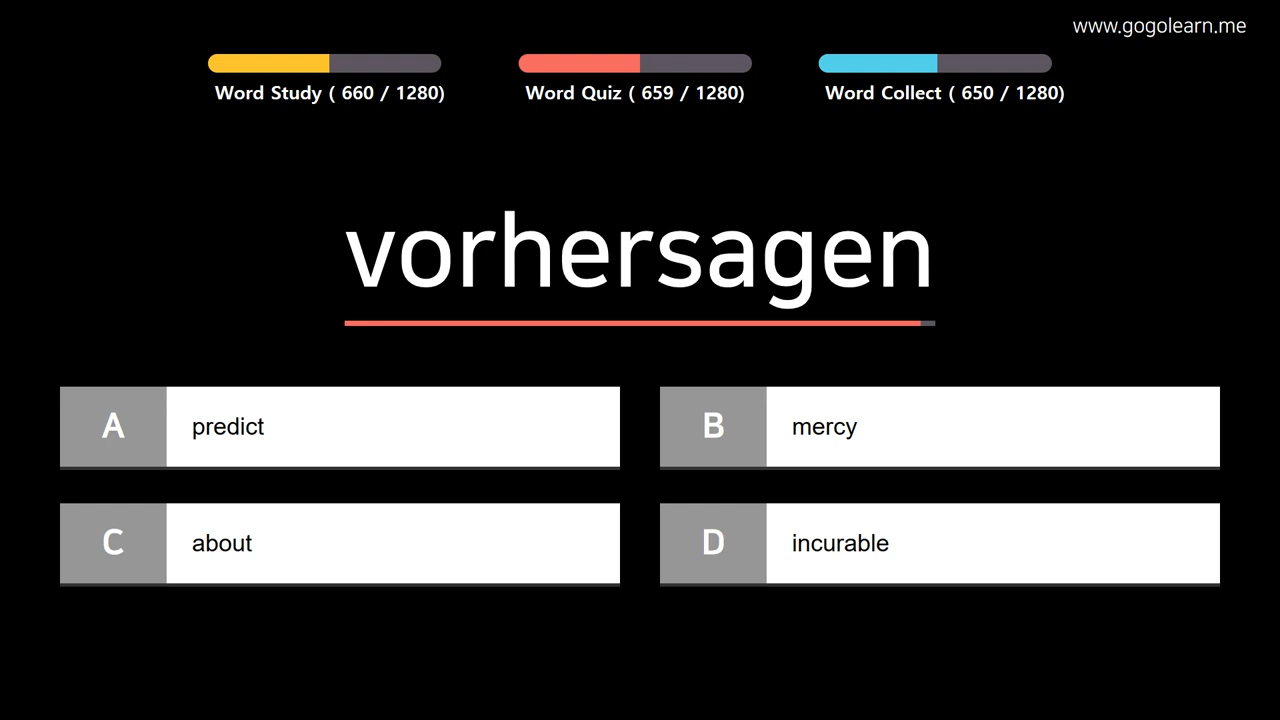 www.gogolearn.me
Word Study ( 660 / 1280)
Word Quiz ( 659 / 1280)
Word Collect ( 650 / 1280)
vorhersagen
A predict
B mercy
C about
D incurable